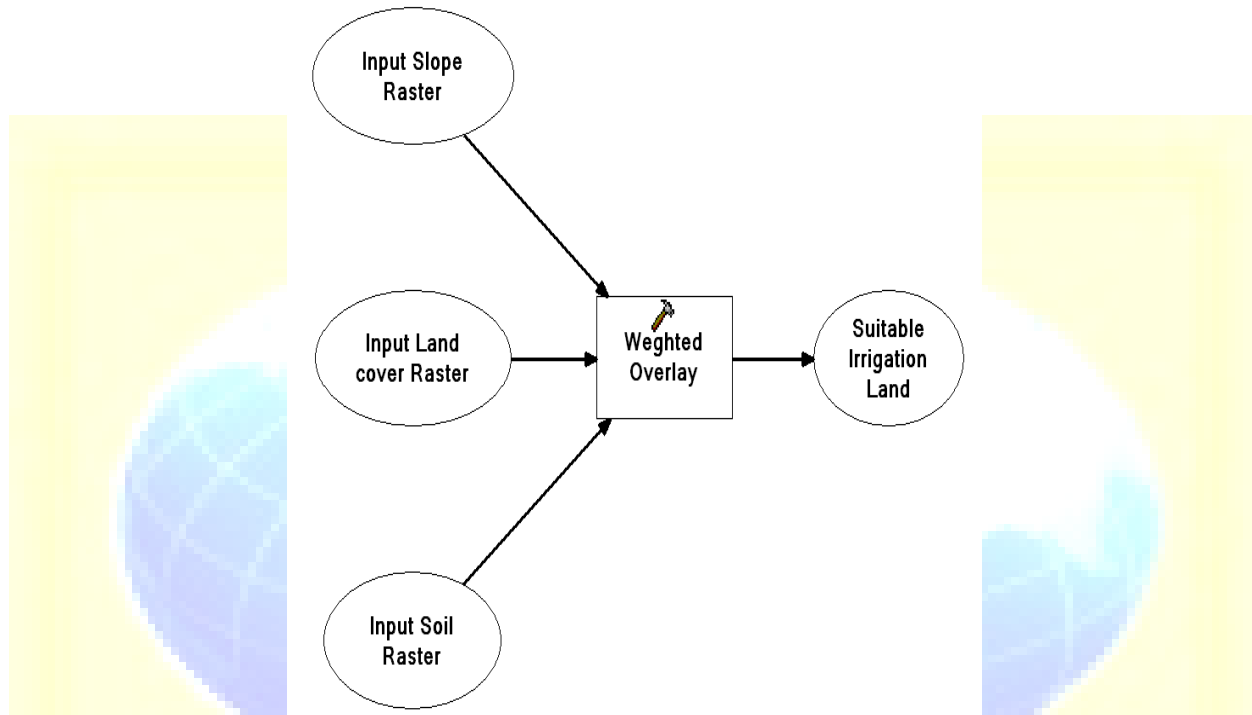 Input Slope
Raster
Input Land
cover Raster
Weghted
Overlay
Suitable
Irrigation
Land
Input Soil
Raster